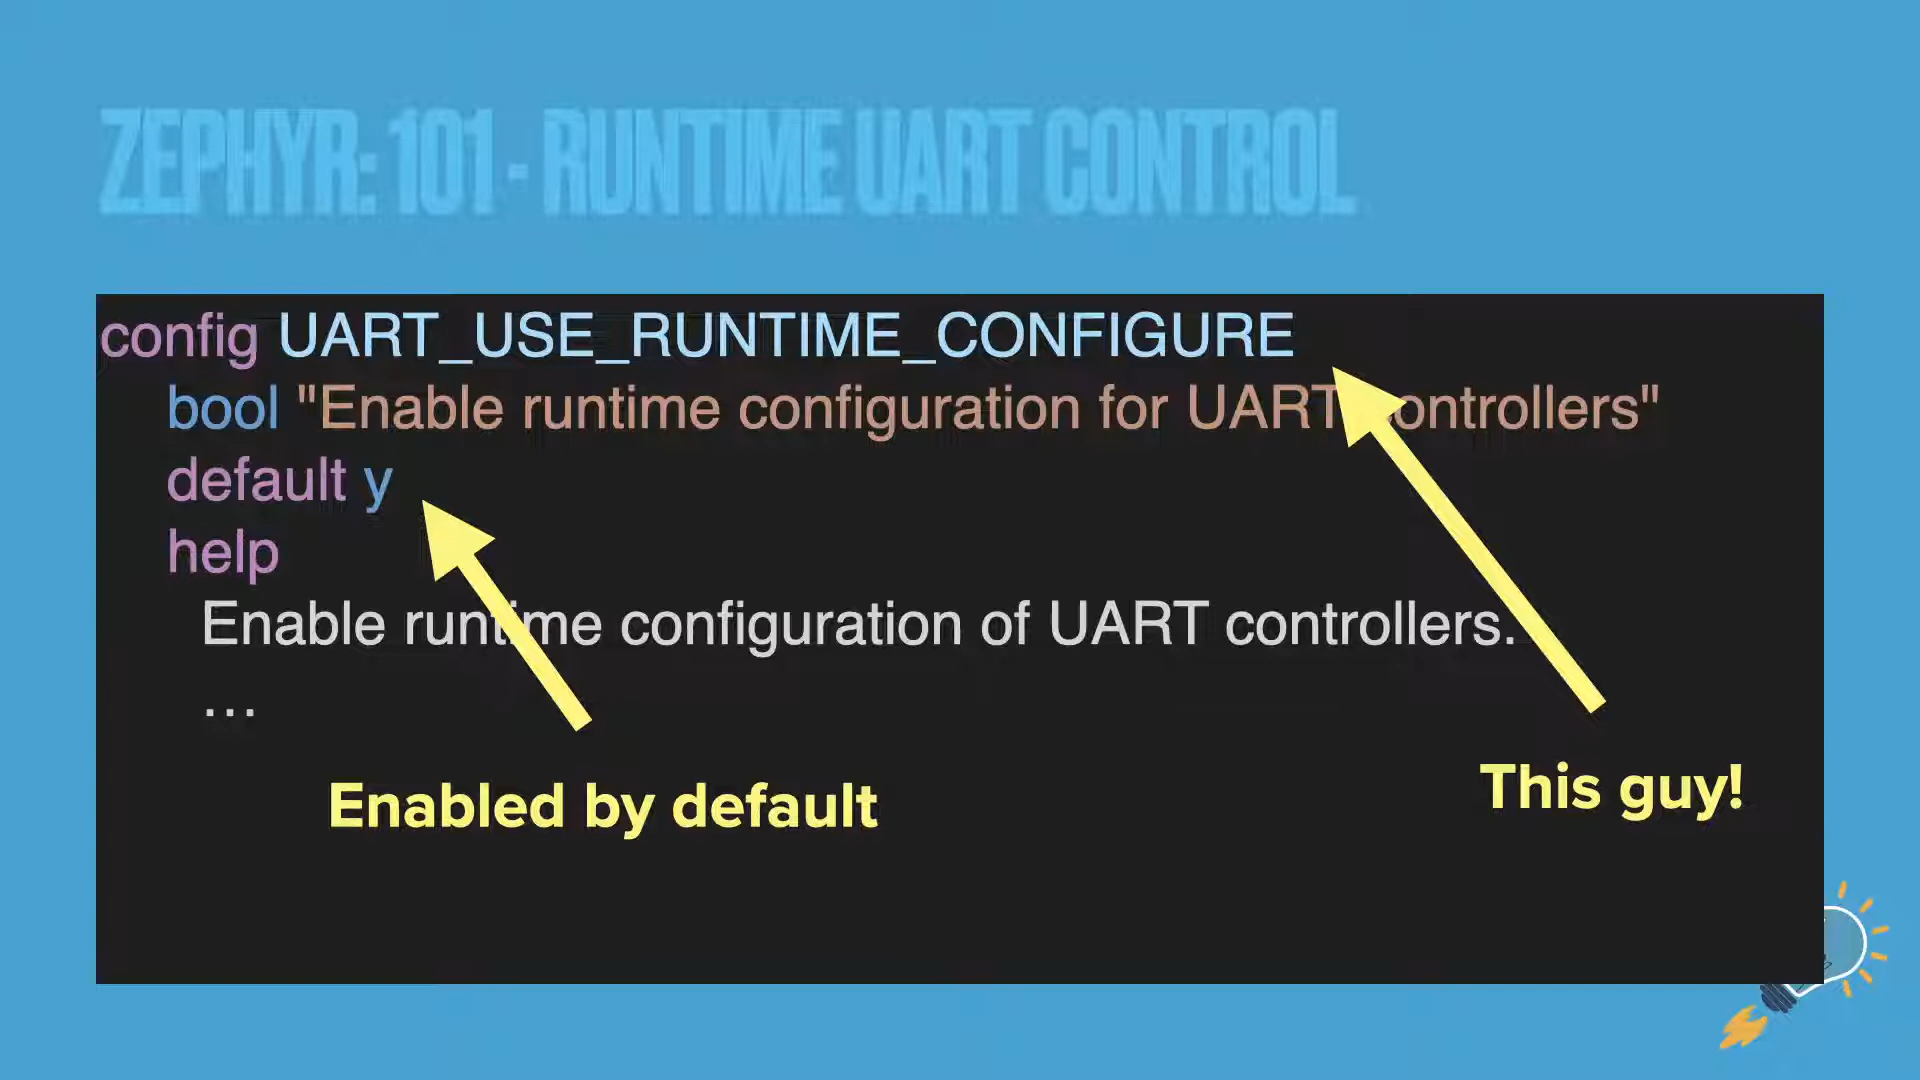 ZEPHYR: 101 - RUNTIME UART CONTROL
config UART_USE_RUNTIME_CONFIGURE
bool "Enable runtime configuration for UART controllers"
default y
help
Enable runtime configuration of UART controllers.
...
Enabled by default
This guy!